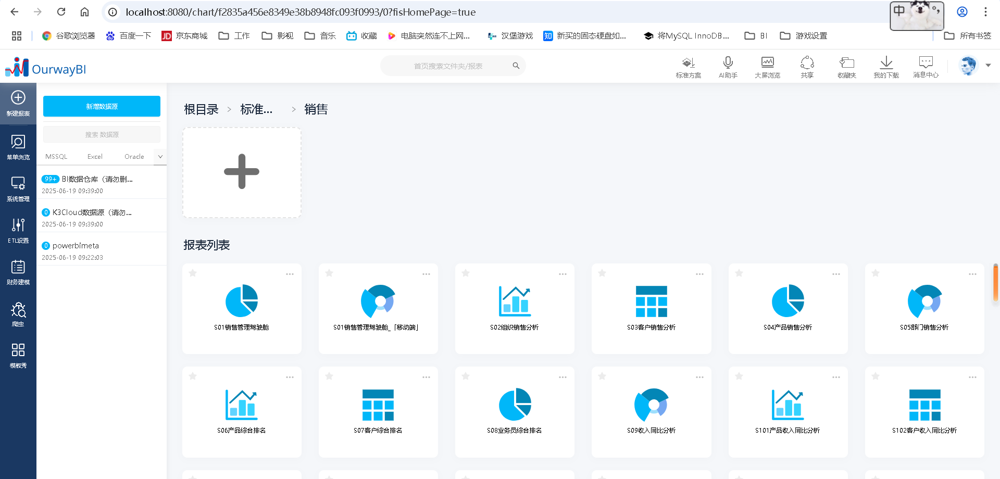 localhost:8080/chart/f2835a456e8349e38b8948fc093f0993/0?fisHomePage=true
中
谷歌浏览器 百度一下 JD 京东商城 工作 影视 音乐 收藏 电脑突然连不上网... 汉堡游戏 知 新买的固态硬盘如... 将MySQL InnoDB... BI 游戏设置 所有书签
OurwayBI
首页搜索文件夹/报表
标准方案 AI助手 大屏浏览 共享 收藏夹 我的下载 消息中心
新建报表
菜单浏览
系统管理
ETL设置
财务建模
爬虫
模板秀
新增数据源
搜索 数据源
MSSQL Excel Oracle
99+ BI数据仓库（请勿删...
2025-06-19 09:39:00
0 K3Cloud数据源（请勿...
2025-06-19 09:39:00
0 powerbimeta
2025-06-19 09:22:03
根目录 > 标准... > 销售
报表列表
S01销售管理驾驶舱
S01销售管理驾驶舱_「移动端」
S02组织销售分析
S03客户销售分析
S04产品销售分析
S05部门销售分析
S06产品综合排名
S07客户综合排名
S08业务员综合排名
S09收入同比分析
S101产品收入同比分析
S102客户收入同比分析